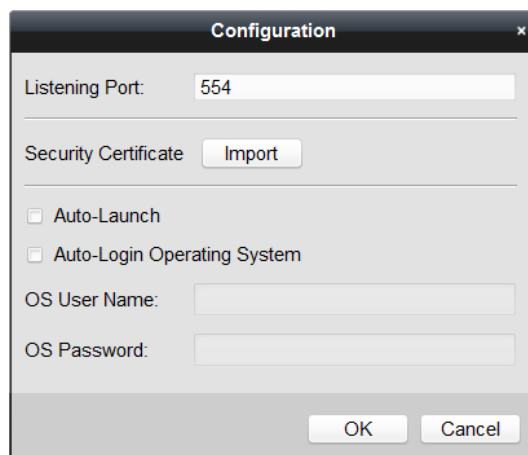 Configuration ×
Listening Port: 554
Security Certificate Import
Auto-Launch
Auto-Login Operating System
OS User Name:
OS Password:
OK Cancel